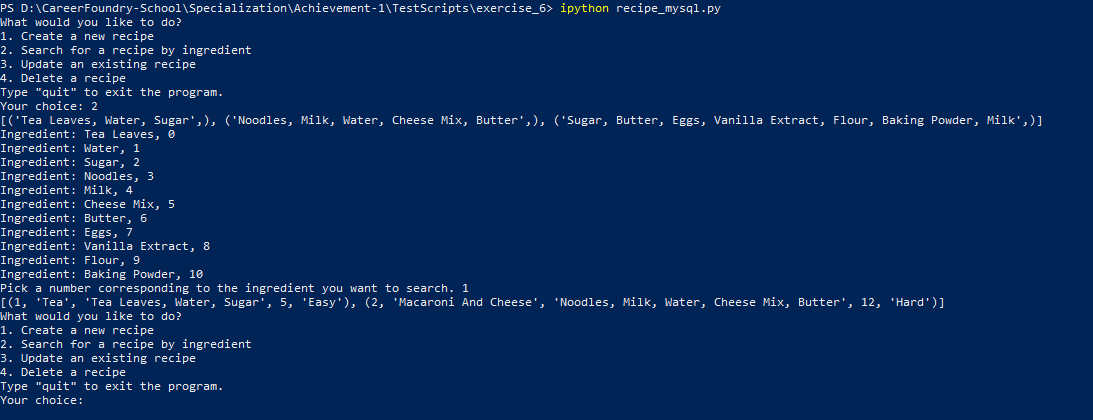 PS D:\CareerFoundry-School\Specialization\Achievement-1\TestScripts\exercise_6> ipython recipe_mysql.py
What would you like to do?
1. Create a new recipe
2. Search for a recipe by ingredient
3. Update an existing recipe
4. Delete a recipe
Type "quit" to exit the program.
Your choice: 2
[('Tea Leaves, Water, Sugar',), ('Noodles, Milk, Water, Cheese Mix, Butter',), ('Sugar, Butter, Eggs, Vanilla Extract, Flour, Baking Powder, Milk',)]
Ingredient: Tea Leaves, 0
Ingredient: Water, 1
Ingredient: Sugar, 2
Ingredient: Noodles, 3
Ingredient: Milk, 4
Ingredient: Cheese Mix, 5
Ingredient: Butter, 6
Ingredient: Eggs, 7
Ingredient: Vanilla Extract, 8
Ingredient: Flour, 9
Ingredient: Baking Powder, 10
Pick a number corresponding to the ingredient you want to search. 1
[(1, 'Tea', 'Tea Leaves, Water, Sugar', 5, 'Easy'), (2, 'Macaroni And Cheese', 'Noodles, Milk, Water, Cheese Mix, Butter', 12, 'Hard')]
What would you like to do?
1. Create a new recipe
2. Search for a recipe by ingredient
3. Update an existing recipe
4. Delete a recipe
Type "quit" to exit the program.
Your choice: